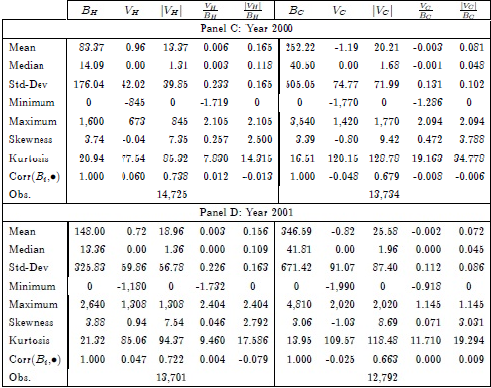 B_H V_H |V_H| V_H/B_H |V_H|/B_H B_C V_C |V_C| V_C/B_C |V_C|/B_C
Panel C: Year 2000
Mean 83.37 0.96 13.37 0.006 0.165 252.22 -1.19 20.21 -0.003 0.081
Median 14.09 0.00 1.31 0.003 0.118 40.50 0.00 1.68 -0.001 0.048
Std-Dev 176.04 42.02 39.85 0.233 0.165 505.05 74.77 71.99 0.131 0.102
Minimum 0 -845 0 -1.719 0 0 -1,770 0 -1.286 0
Maximum 1,600 673 845 2.105 2.105 3,540 1,420 1,770 2.094 2.094
Skewness 3.74 -0.04 7.35 0.257 2.500 3.39 -0.80 9.42 0.472 3.788
Kurtosis 20.94 77.54 85.32 7.830 14.315 16.51 120.15 128.78 19.163 34.778
Corr(B_i,•) 1.000 0.060 0.738 0.012 -0.013 1.000 -0.048 0.679 -0.008 -0.006
Obs. 14,725 13,734
Panel D: Year 2001
Mean 148.00 0.72 18.96 0.003 0.156 346.59 -0.82 25.58 -0.002 0.072
Median 13.36 0.00 1.36 0.000 0.109 41.81 0.00 1.96 0.000 0.045
Std-Dev 325.83 59.86 56.78 0.226 0.163 671.42 91.07 87.40 0.112 0.086
Minimum 0 -1,180 0 -1.732 0 0 -1,990 0 -0.918 0
Maximum 2,640 1,308 1,308 2.404 2.404 4,810 2,020 2,020 1.145 1.145
Skewness 3.88 0.94 7.54 0.046 2.792 3.06 -1.03 8.69 0.071 3.031
Kurtosis 21.32 85.06 94.37 9.460 17.586 13.95 109.57 118.48 11.710 19.294
Corr(B_i,•) 1.000 0.047 0.722 0.004 -0.079 1.000 -0.025 0.663 0.000 0.009
Obs. 13,701 12,792